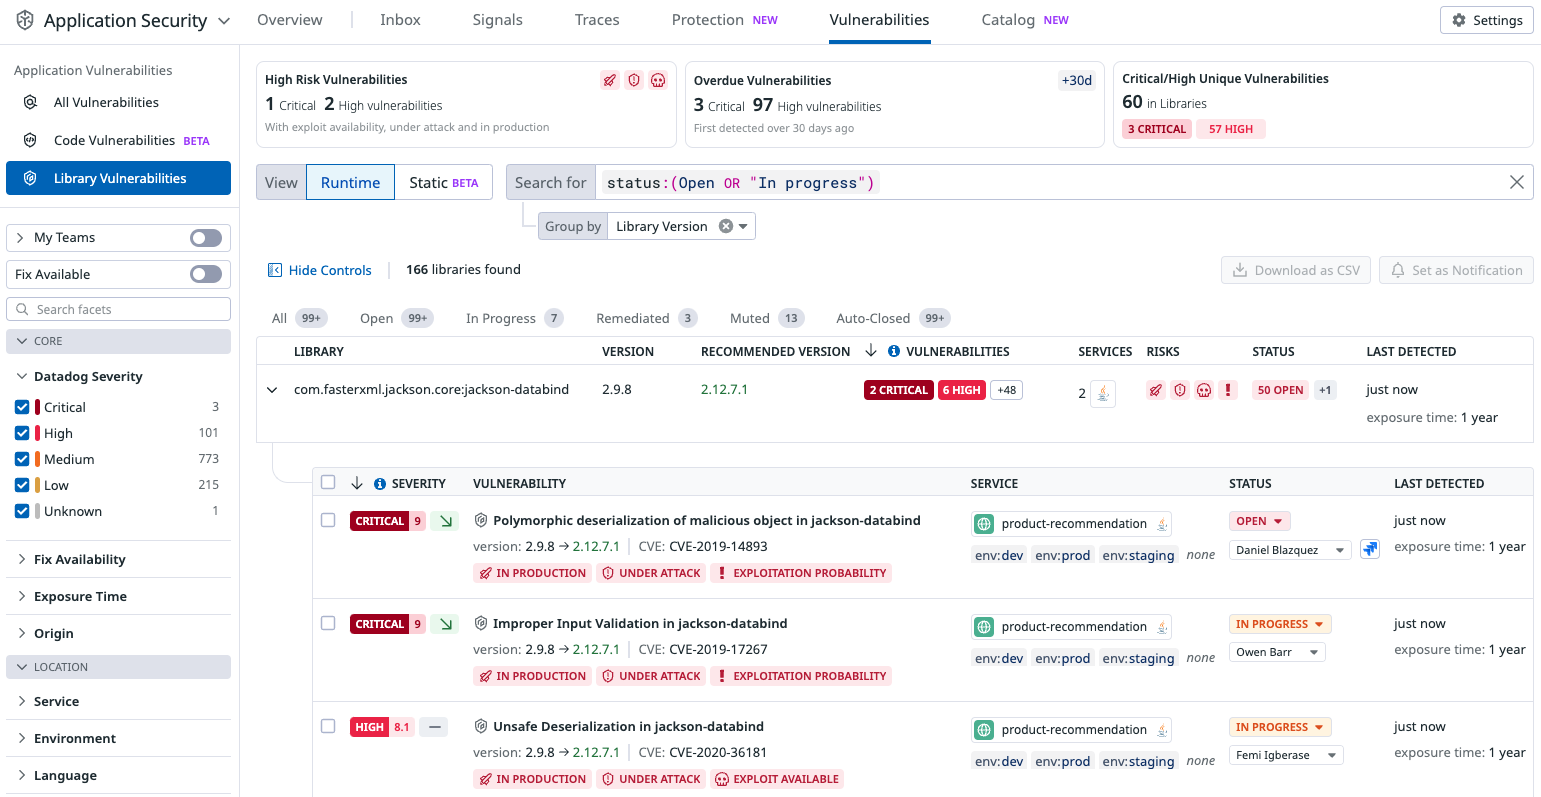 Application Security
Overview
Inbox
Signals
Traces
Protection NEW
Vulnerabilities
Catalog NEW
Settings
Application Vulnerabilities
All Vulnerabilities
Code Vulnerabilities BETA
Library Vulnerabilities
My Teams
Fix Available
Search facets
CORE
Datadog Severity
Critical 3
High 101
Medium 773
Low 215
Unknown 1
Fix Availability
Exposure Time
Origin
LOCATION
Service
Environment
Language
High Risk Vulnerabilities
1 Critical 2 High vulnerabilities
With exploit availability, under attack and in production
Overdue Vulnerabilities +30d
3 Critical 97 High vulnerabilities
First detected over 30 days ago
Critical/High Unique Vulnerabilities
60 in Libraries
3 CRITICAL 57 HIGH
View Runtime Static BETA
Search for status:(Open OR "In progress")
Group by Library Version
Hide Controls
166 libraries found
Download as CSV
Set as Notification
All 99+ Open 99+ In Progress 7 Remediated 3 Muted 13 Auto-Closed 99+
LIBRARY VERSION RECOMMENDED VERSION VULNERABILITIES SERVICES RISKS STATUS LAST DETECTED
com.fasterxml.jackson.core:jackson-databind 2.9.8 2.12.7.1 2 CRITICAL 6 HIGH +48 2 50 OPEN +1 just now
exposure time: 1 year
SEVERITY VULNERABILITY SERVICE STATUS LAST DETECTED
CRITICAL 9 Polymorphic deserialization of malicious object in jackson-databind product-recommendation OPEN just now
version: 2.9.8 → 2.12.7.1 CVE: CVE-2019-14893 env:dev env:prod env:staging none Daniel Blazquez exposure time: 1 year
IN PRODUCTION UNDER ATTACK EXPLOITATION PROBABILITY
CRITICAL 9 Improper Input Validation in jackson-databind product-recommendation IN PROGRESS just now
version: 2.9.8 → 2.12.7.1 CVE: CVE-2019-17267 env:dev env:prod env:staging none Owen Barr exposure time: 1 year
IN PRODUCTION UNDER ATTACK EXPLOITATION PROBABILITY
HIGH 8.1 Unsafe Deserialization in jackson-databind product-recommendation IN PROGRESS just now
version: 2.9.8 → 2.12.7.1 CVE: CVE-2020-36181 env:dev env:prod env:staging none Femi Igberase exposure time: 1 year
IN PRODUCTION UNDER ATTACK EXPLOIT AVAILABLE